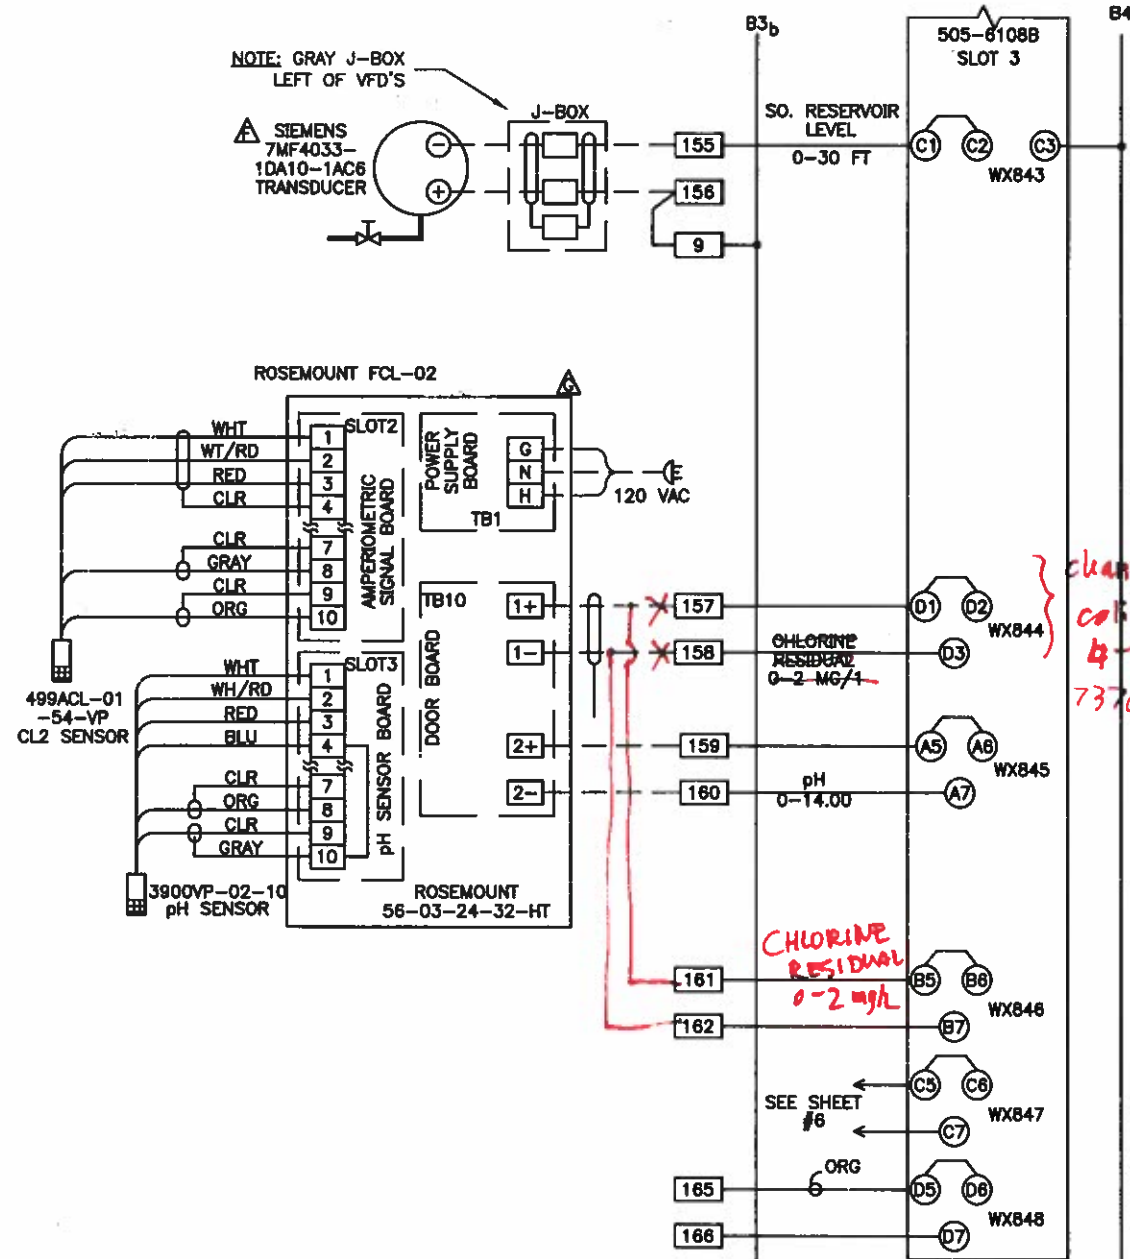 B3b
B4
505-6108B
SLOT 3
NOTE: GRAY J-BOX
LEFT OF VFD'S
J-BOX
F
SIEMENS
7MF4033-
1DA10-1AC6
TRANSDUCER
-
+
155
156
9
SO. RESERVOIR
LEVEL
0-30 FT
C1
C2
C3
WX843
ROSEMOUNT FCL-02
G
WHT
WT/RD
RED
CLR
CLR
GRAY
CLR
ORG
1
2
3
4
7
8
9
10
SLOT2
AMPERIOMETRIC
SIGNAL BOARD
POWER
SUPPLY
BOARD
G
N
H
TB1
120 VAC
499ACL-01
-54-VP
CL2 SENSOR
WHT
WH/RD
RED
BLU
CLR
ORG
CLR
GRAY
1
2
3
4
7
8
9
10
SLOT3
pH SENSOR BOARD
3900VP-02-10
pH SENSOR
TB10
DOOR BOARD
1+
1-
2+
2-
ROSEMOUNT
56-03-24-32-HT
157
158
CHLORINE
RESIDUAL
0-2 MG/1
D1
D2
WX844
D3
159
160
pH
0-14.00
A5
A6
WX845
A7
CHLORINE
RESIDUAL
0-2 mg/L
161
162
B5
B6
WX846
B7
SEE SHEET
#6
C5
C6
WX847
C7
165
166
ORG
D5
D6
WX848
D7